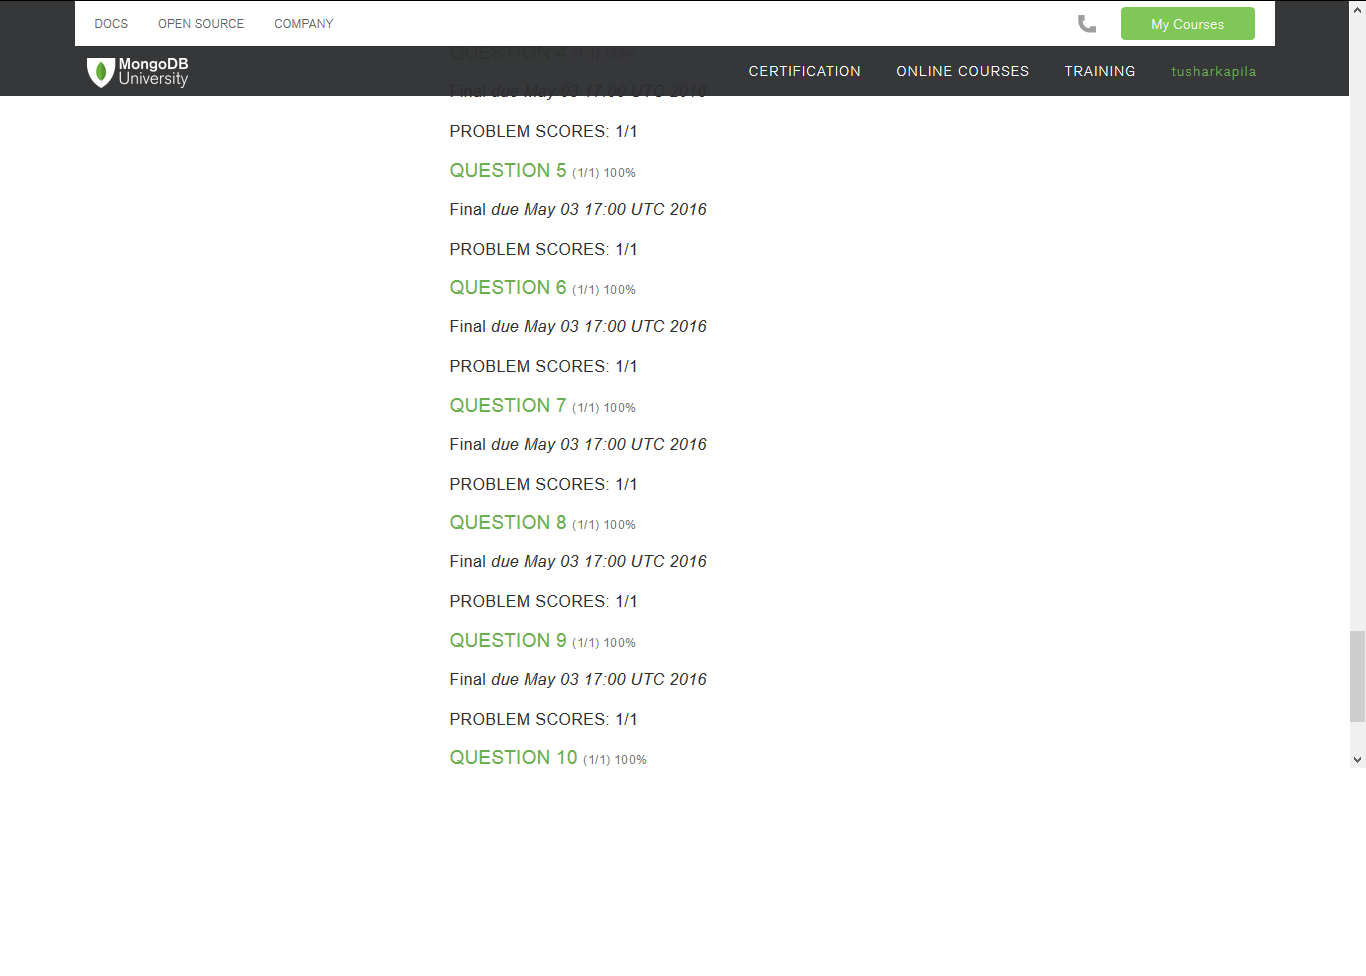 DOCS OPEN SOURCE COMPANY My Courses
QUESTION 4 (1/1) 100%
MongoDB
University
CERTIFICATION ONLINE COURSES TRAINING tusharkapila
Final due May 03 17:00 UTC 2016
PROBLEM SCORES: 1/1
QUESTION 5 (1/1) 100%
Final due May 03 17:00 UTC 2016
PROBLEM SCORES: 1/1
QUESTION 6 (1/1) 100%
Final due May 03 17:00 UTC 2016
PROBLEM SCORES: 1/1
QUESTION 7 (1/1) 100%
Final due May 03 17:00 UTC 2016
PROBLEM SCORES: 1/1
QUESTION 8 (1/1) 100%
Final due May 03 17:00 UTC 2016
PROBLEM SCORES: 1/1
QUESTION 9 (1/1) 100%
Final due May 03 17:00 UTC 2016
PROBLEM SCORES: 1/1
QUESTION 10 (1/1) 100%